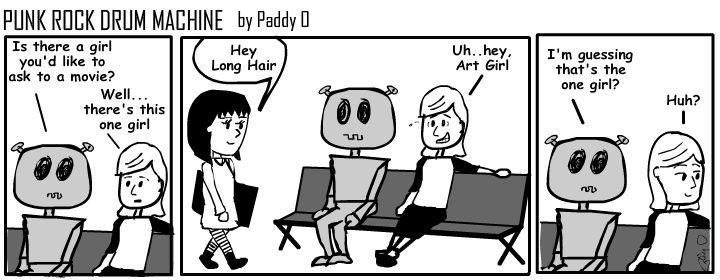 PUNK ROCK DRUM MACHINE by Paddy O
Is there a girl
you'd like to
ask to a movie?
Well...
there's this
one girl
Hey
Long Hair
Uh..hey,
Art Girl
I'm guessing
that's the
one girl?
Huh?